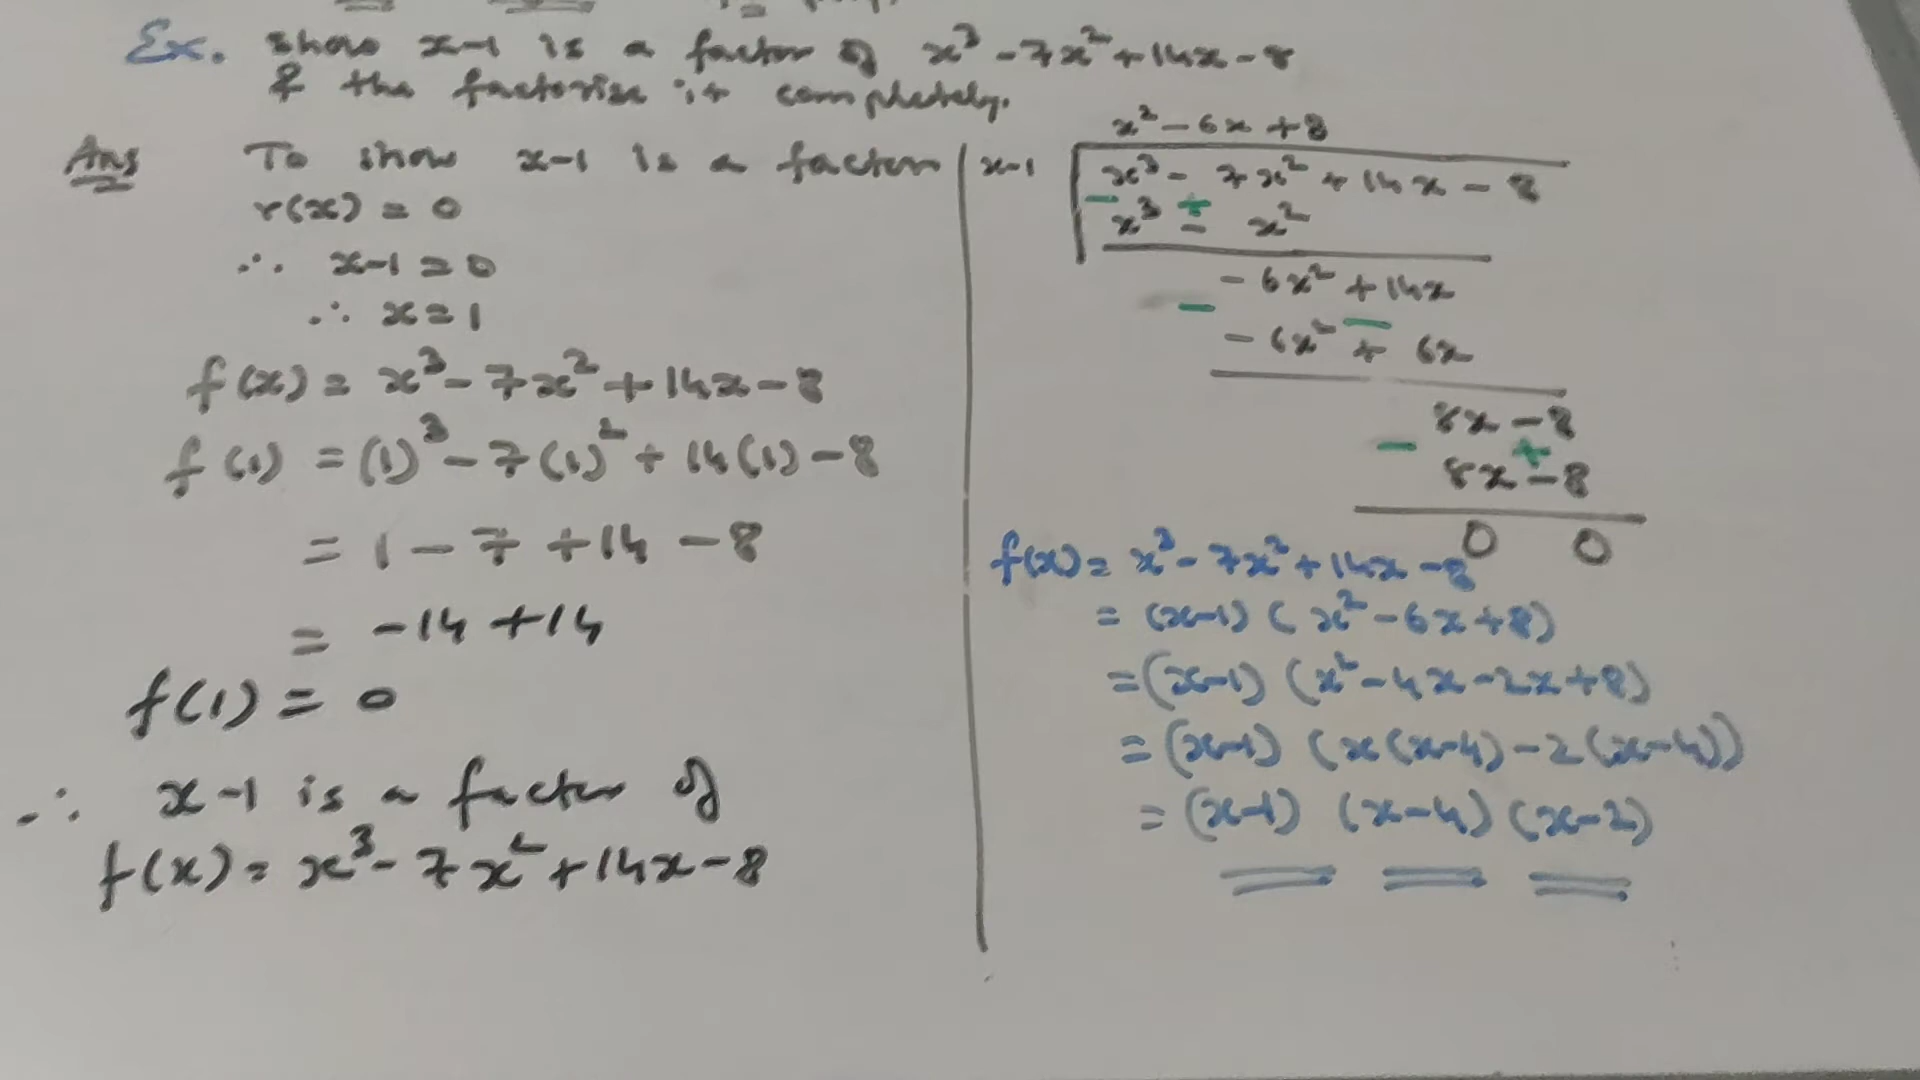 Ex. show x-1 is a factor of x³-7x²+14x-8
& the factorise it completely.
Ans To show x-1 is a factor
r(x) = 0
∴ x-1=0
∴ x=1
f(x) = x³-7x²+14x-8
f(1) = (1)³-7(1)²+14(1)-8
= 1-7+14-8
= -14+14
f(1) = 0
∴ x-1 is a factor of
f(x) = x³-7x²+14x-8
x²-6x+8
x-1 x³-7x²+14x-8
- +
x³ - x²
-6x²+14x
- -
-6x²+6x
8x-8
- +
8x-8
0 0
f(x) = x³-7x²+14x-8
= (x-1) (x²-6x+8)
= (x-1) (x²-4x-2x+8)
= (x-1) (x(x-4)-2(x-4))
= (x-1) (x-4) (x-2)